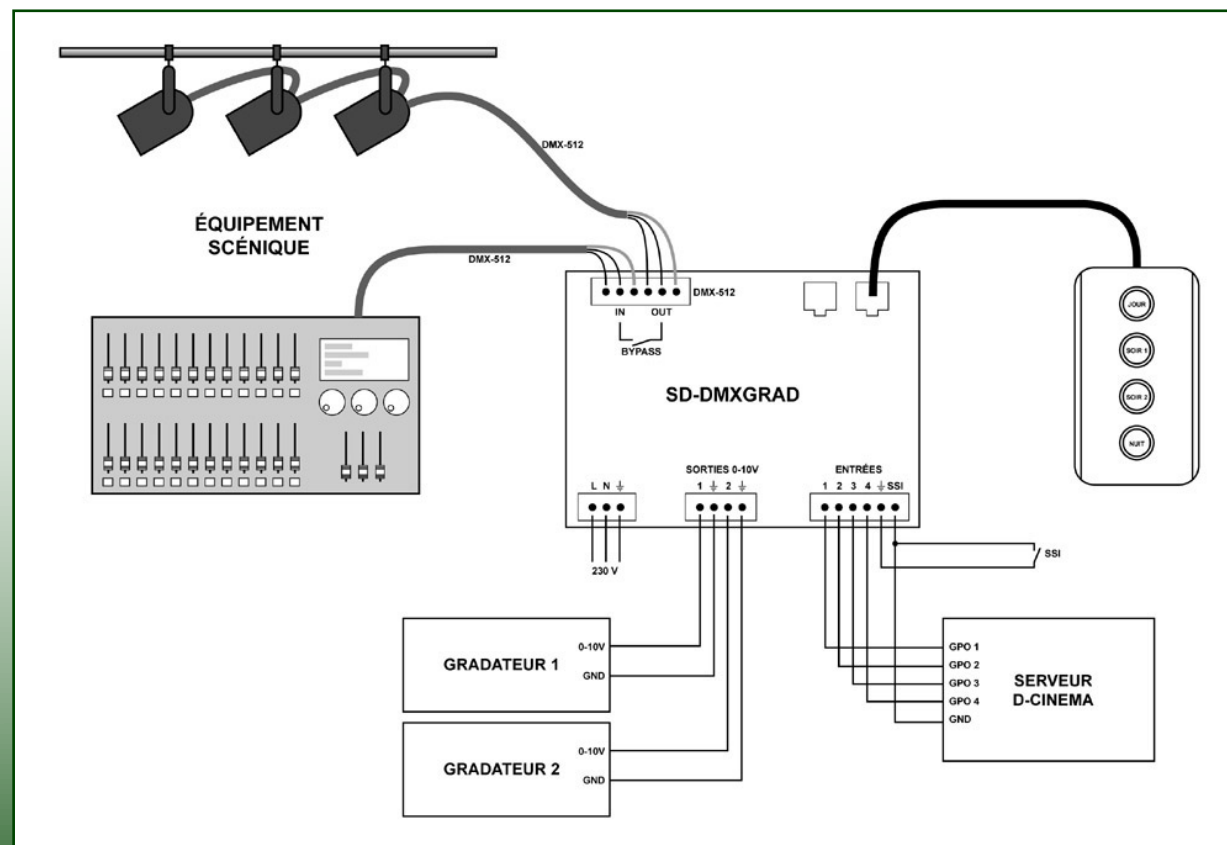 DMX-512
ÉQUIPEMENT
SCÉNIQUE
DMX-512
DMX-512
IN OUT
BYPASS
JOUR
SOIR 1
SOIR 2
NUIT
SD-DMXGRAD
SORTIES 0-10V
ENTRÉES
L N
1 2
1 2 3 4 SSI
230 V
SSI
GRADATEUR 1
0-10V
GND
GRADATEUR 2
0-10V
GND
GPO 1
GPO 2
GPO 3
GPO 4
GND
SERVEUR
D-CINEMA